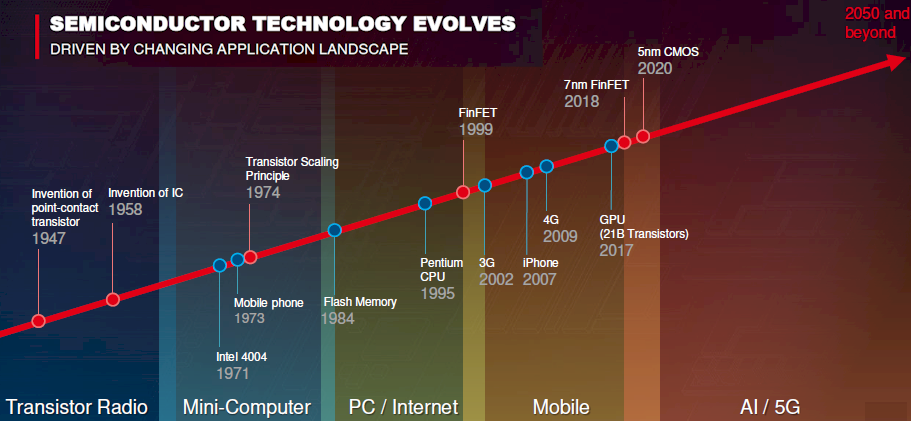 SEMICONDUCTOR TECHNOLOGY EVOLVES
DRIVEN BY CHANGING APPLICATION LANDSCAPE
2050 and
beyond
5nm CMOS
2020
7nm FinFET
2018
FinFET
1999
Transistor Scaling
Principle
1974
Invention of IC
1958
Invention of
point-contact
transistor
1947
Intel 4004
1971
Mobile phone
1973
Flash Memory
1984
Pentium
CPU
1995
3G
2002
iPhone
2007
4G
2009
GPU
(21B Transistors)
2017
Transistor Radio
Mini-Computer
PC / Internet
Mobile
AI / 5G